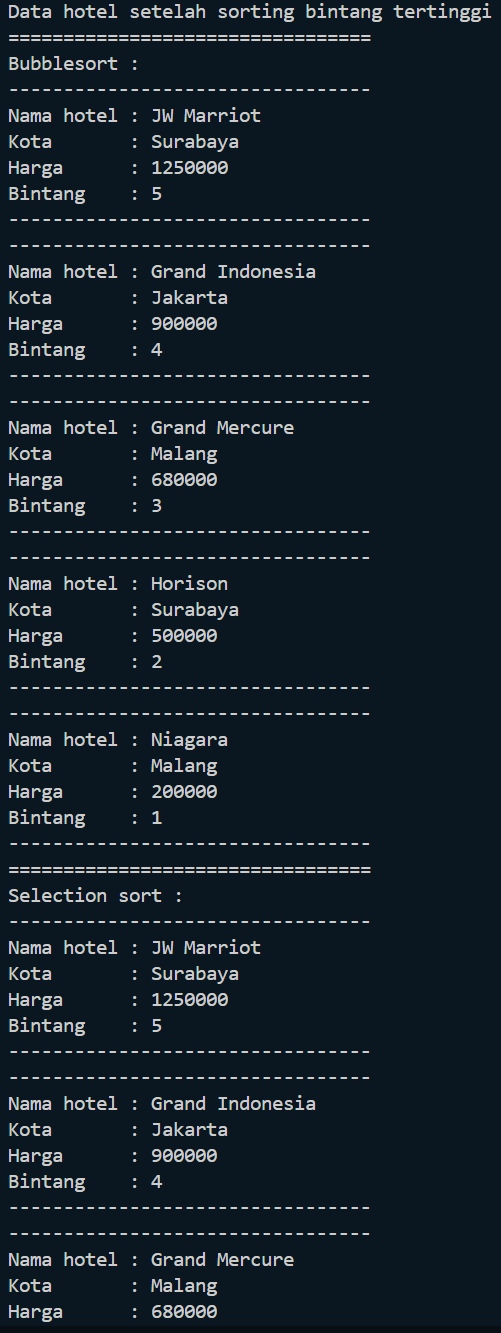 Data hotel setelah sorting bintang tertinggi
=================================
Bubblesort :
---------------------------------
Nama hotel : JW Marriot
Kota       : Surabaya
Harga      : 1250000
Bintang    : 5
---------------------------------
---------------------------------
Nama hotel : Grand Indonesia
Kota       : Jakarta
Harga      : 900000
Bintang    : 4
---------------------------------
---------------------------------
Nama hotel : Grand Mercure
Kota       : Malang
Harga      : 680000
Bintang    : 3
---------------------------------
---------------------------------
Nama hotel : Horison
Kota       : Surabaya
Harga      : 500000
Bintang    : 2
---------------------------------
---------------------------------
Nama hotel : Niagara
Kota       : Malang
Harga      : 200000
Bintang    : 1
---------------------------------
=================================
Selection sort :
---------------------------------
Nama hotel : JW Marriot
Kota       : Surabaya
Harga      : 1250000
Bintang    : 5
---------------------------------
---------------------------------
Nama hotel : Grand Indonesia
Kota       : Jakarta
Harga      : 900000
Bintang    : 4
---------------------------------
---------------------------------
Nama hotel : Grand Mercure
Kota       : Malang
Harga      : 680000